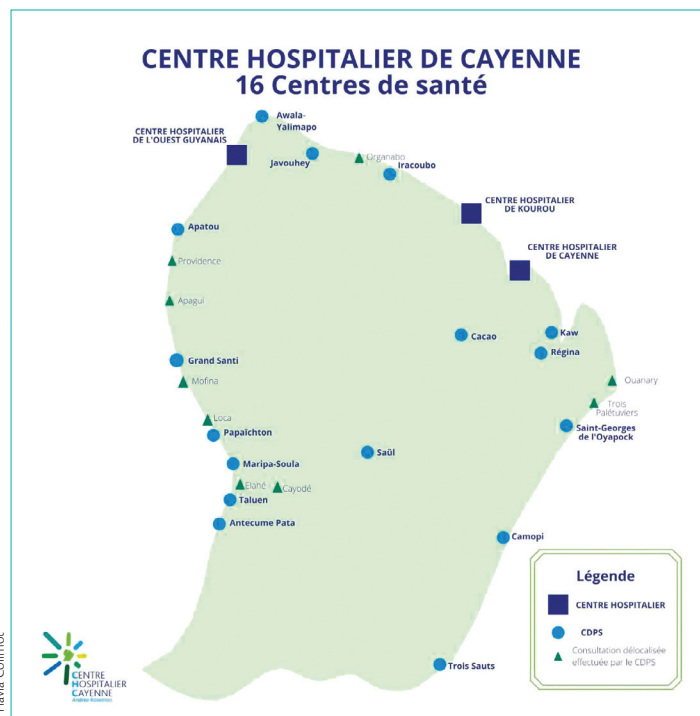 CENTRE HOSPITALIER DE CAYENNE
16 Centres de santé
Awala-
Yalimapo
CENTRE HOSPITALIER
DE L'OUEST GUYANAIS
Javouhey
Organabo
Iracoubo
CENTRE HOSPITALIER
DE KOUROU
Apatou
CENTRE HOSPITALIER
DE CAYENNE
Providence
Apagui
Cacao
Kaw
Régina
Grand Santi
Mofina
Ouanary
Trois
Palétuviers
Loca
Papaïchton
Saint-Georges
de l'Oyapock
Saül
Maripa-Soula
Elahé
Cayodé
Taluen
Antecume Pata
Camopi
Trois Sauts
Légende
CENTRE HOSPITALIER
CDPS
Consultation délocalisée
effectuée par le CDPS
CENTRE
HOSPITALIER
CAYENNE
Andrée-Rosemon